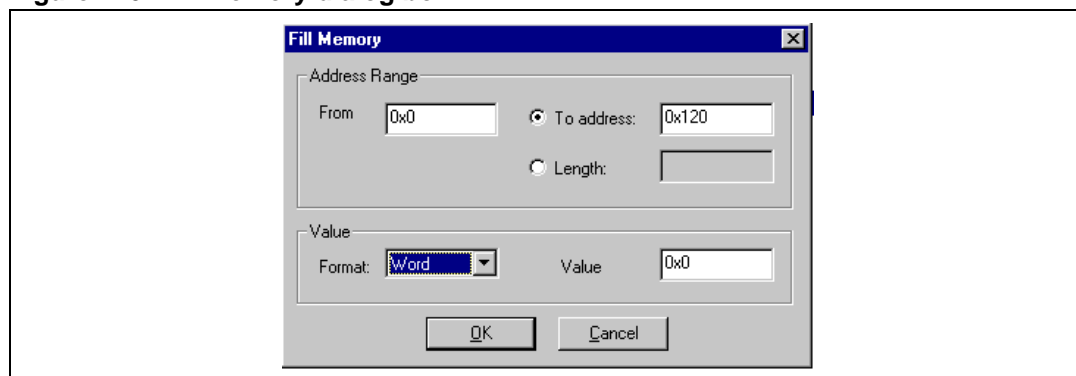 Fill Memory
Address Range
From 0x0 To address: 0x120
Length:
Value
Format: Word Value 0x0
OK Cancel